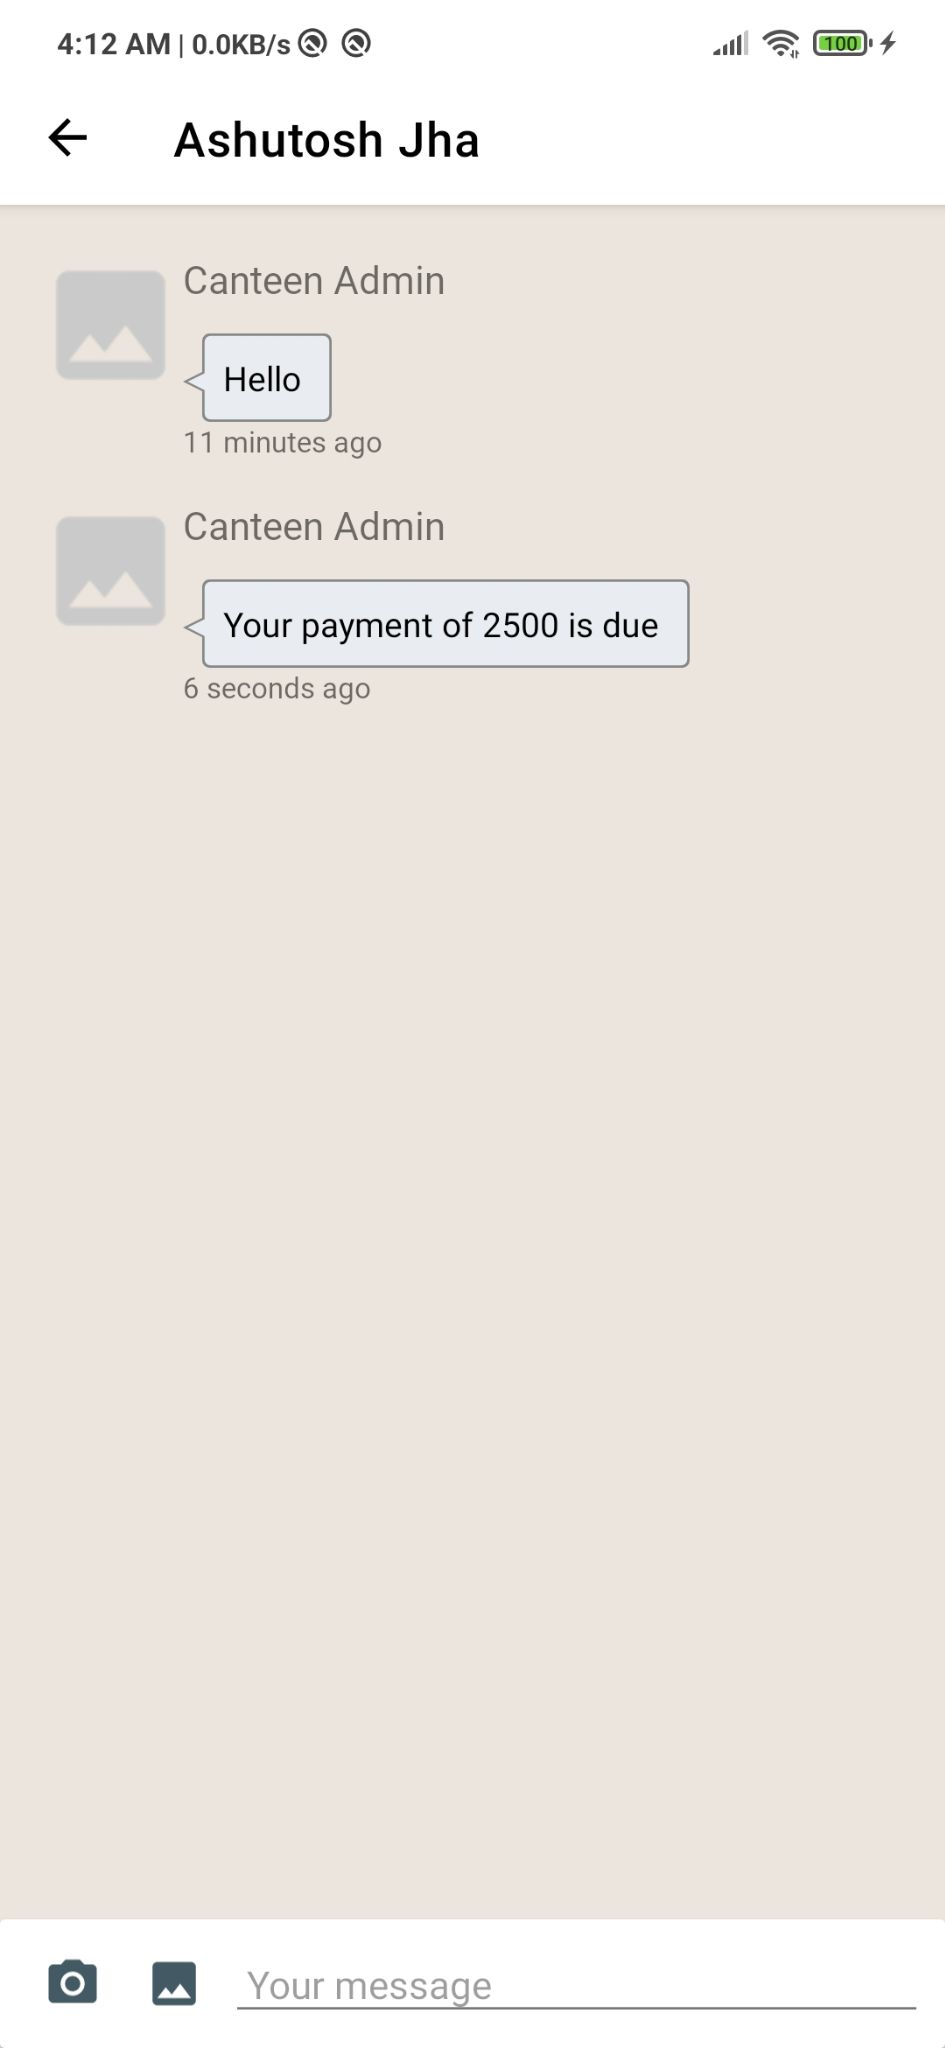 4:12 AM | 0.0KB/s
100
Ashutosh Jha
Canteen Admin
Hello
11 minutes ago
Canteen Admin
Your payment of 2500 is due
6 seconds ago
Your message